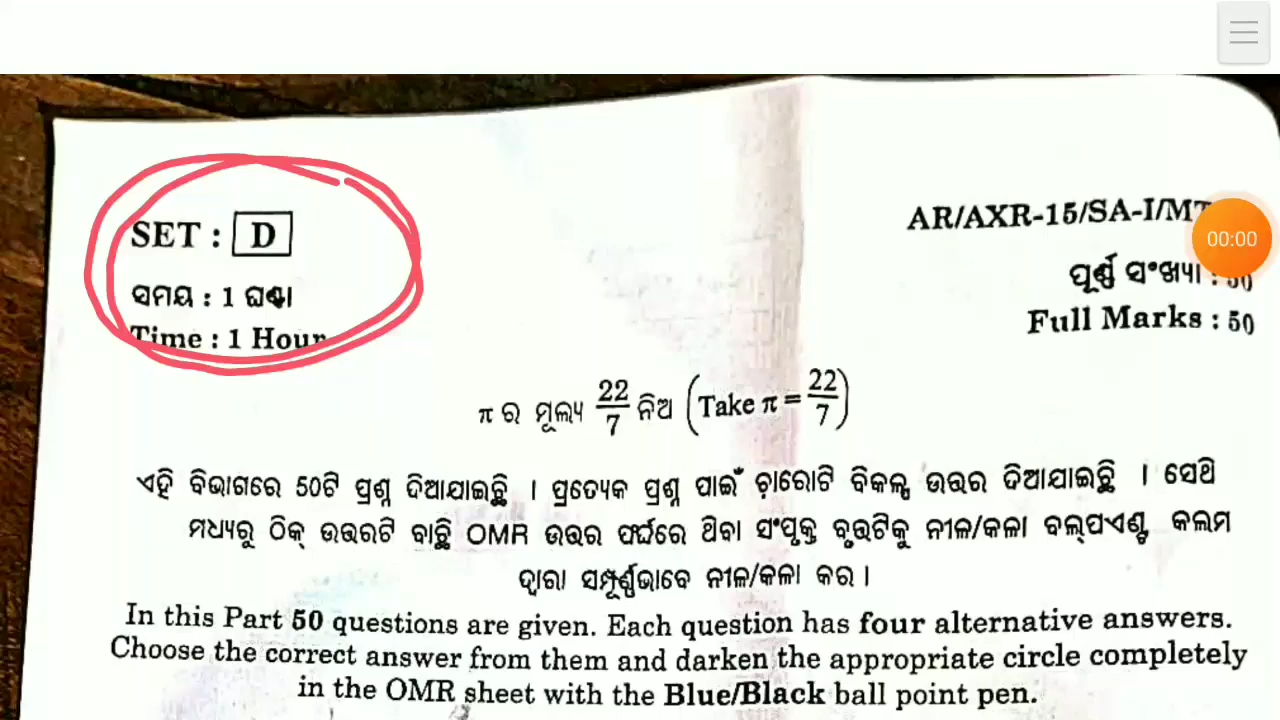 SET : D
AR/AXR-15/SA-I/MT
00:00
ସମୟ : 1 ଘଣ୍ଟା
ପୂର୍ଣ୍ଣ ସଂଖ୍ୟା : 50
Time : 1 Hour
Full Marks : 50
π ର ମୂଲ୍ୟ 22/7 ନିଅ (Take π = 22/7)
ଏହି ବିଭାଗରେ 50ଟି ପ୍ରଶ୍ନ ଦିଆଯାଇଛି । ପ୍ରତ୍ୟେକ ପ୍ରଶ୍ନ ପାଇଁ ଚାରୋଟି ବିକଳ୍ପ ଉତ୍ତର ଦିଆଯାଇଛି । ସେଥି
ମଧ୍ୟରୁ ଠିକ୍ ଉତ୍ତରଟି ବାଛି OMR ଉତ୍ତର ଫର୍ଦ୍ଦରେ ଥିବା ସଂପୃକ୍ତ ବୃତ୍ତଟିକୁ ନୀଳ/କଳା ବଲ୍‌ପଏଣ୍ଟ କଲମ
ଦ୍ୱାରା ସମ୍ପୂର୍ଣ୍ଣଭାବେ ନୀଳ/କଳା କର ।
In this Part 50 questions are given. Each question has four alternative answers.
Choose the correct answer from them and darken the appropriate circle completely
in the OMR sheet with the Blue/Black ball point pen.